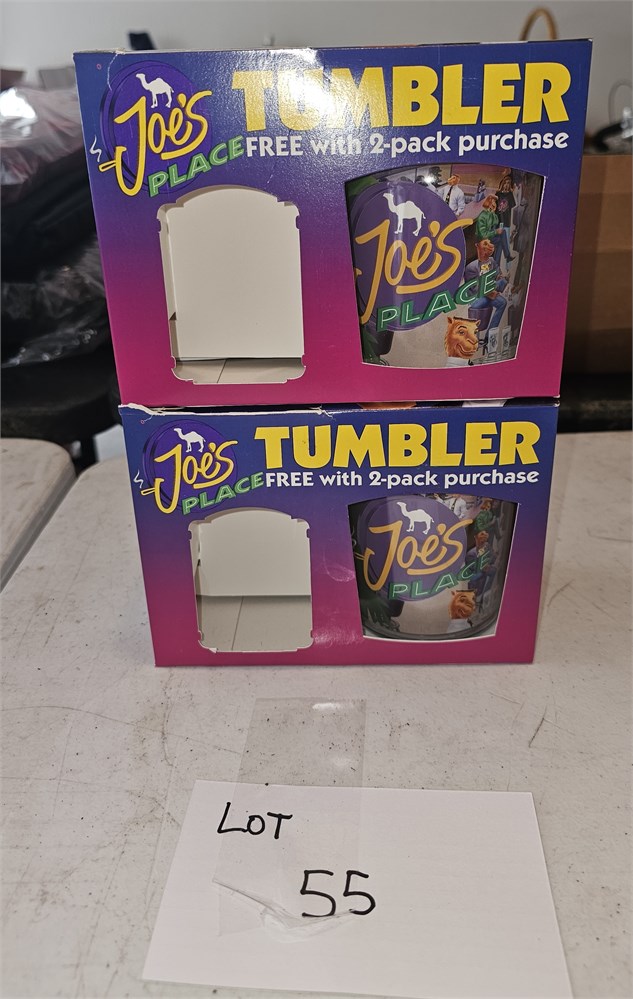 Joe's
PLACE
TUMBLER
FREE with 2-pack purchase
Joe's
PLACE
Joe's
PLACE
TUMBLER
FREE with 2-pack purchase
Joe's
PLACE
LOT
55